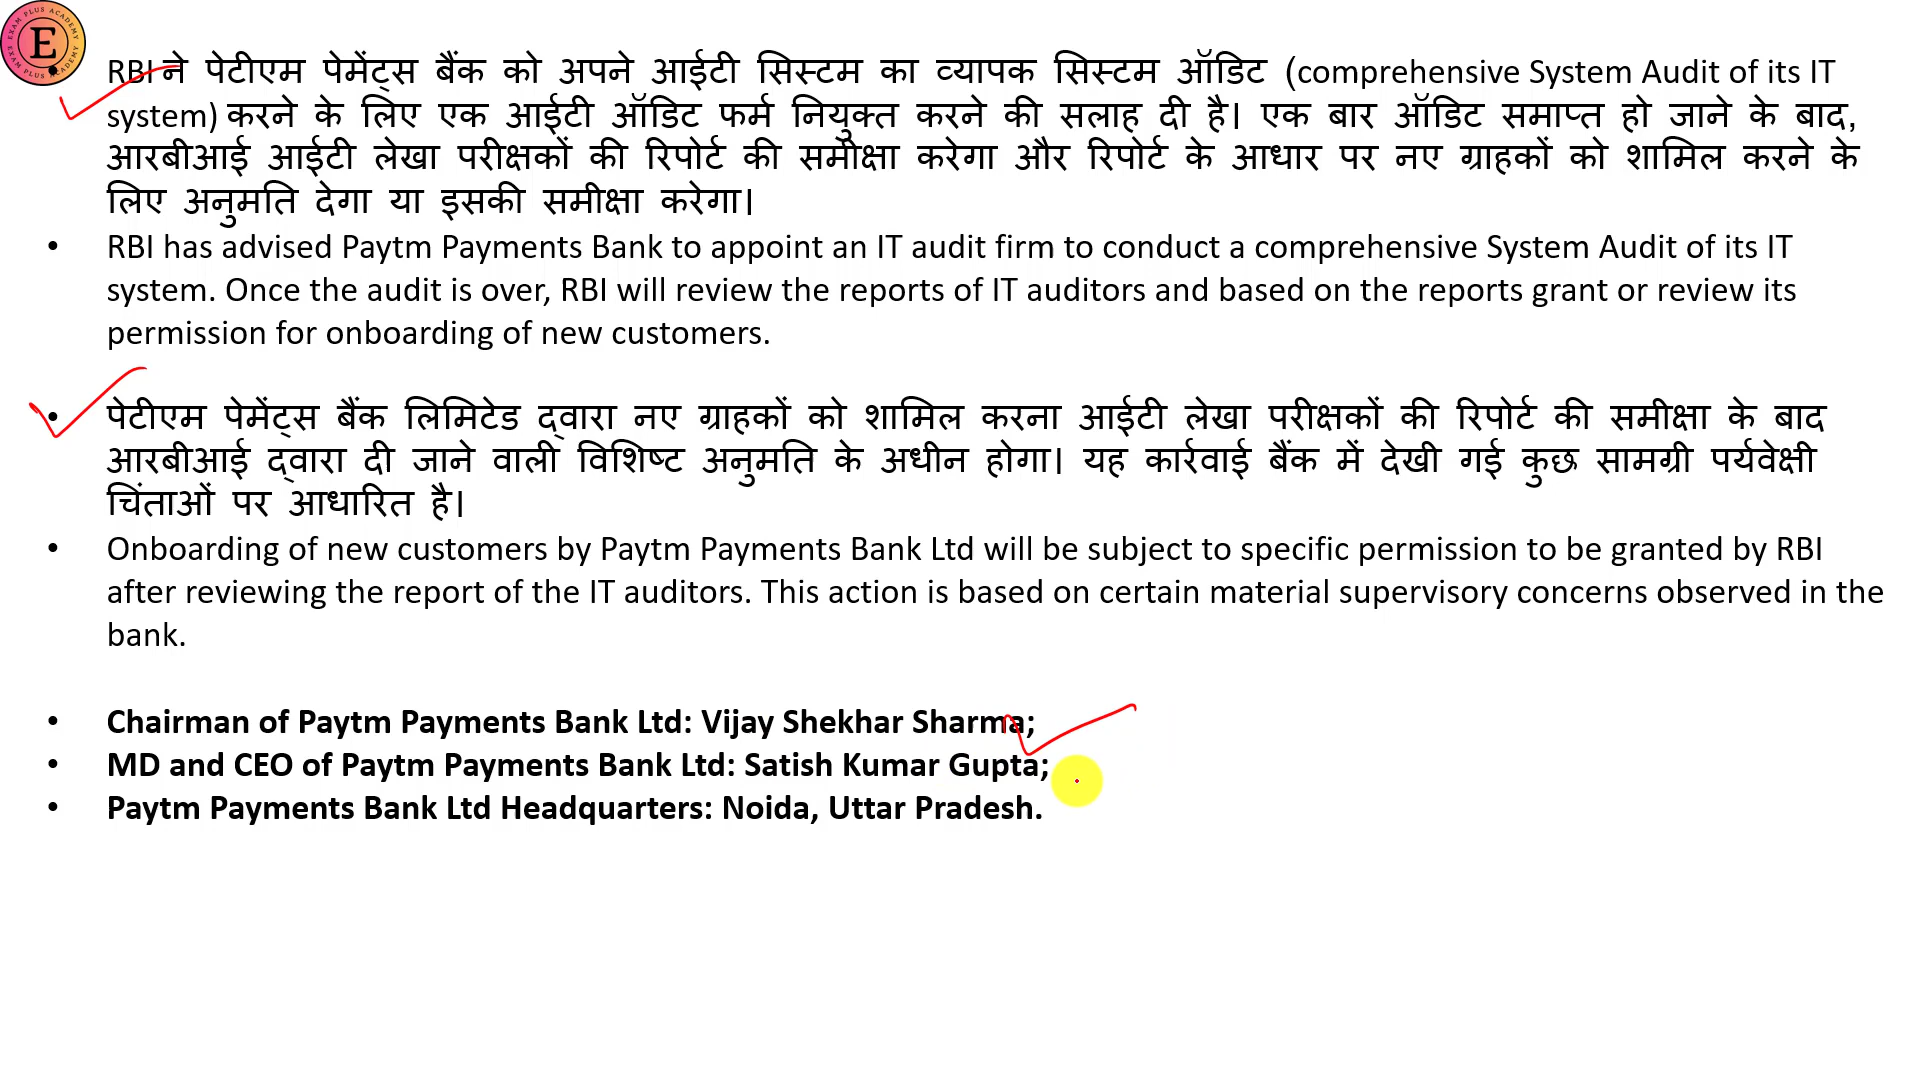 EXAM PLUS ACADEMY
E
EXAM PLUS ACADEMY
RBI ने पेटीएम पेमेंट्स बैंक को अपने आईटी सिस्टम का व्यापक सिस्टम ऑडिट (comprehensive System Audit of its IT
system) करने के लिए एक आईटी ऑडिट फर्म नियुक्त करने की सलाह दी है। एक बार ऑडिट समाप्त हो जाने के बाद,
आरबीआई आईटी लेखा परीक्षकों की रिपोर्ट की समीक्षा करेगा और रिपोर्ट के आधार पर नए ग्राहकों को शामिल करने के
लिए अनुमति देगा या इसकी समीक्षा करेगा।
• RBI has advised Paytm Payments Bank to appoint an IT audit firm to conduct a comprehensive System Audit of its IT
system. Once the audit is over, RBI will review the reports of IT auditors and based on the reports grant or review its
permission for onboarding of new customers.
• पेटीएम पेमेंट्स बैंक लिमिटेड द्वारा नए ग्राहकों को शामिल करना आईटी लेखा परीक्षकों की रिपोर्ट की समीक्षा के बाद
आरबीआई द्वारा दी जाने वाली विशिष्ट अनुमति के अधीन होगा। यह कार्रवाई बैंक में देखी गई कुछ सामग्री पर्यवेक्षी
चिंताओं पर आधारित है।
• Onboarding of new customers by Paytm Payments Bank Ltd will be subject to specific permission to be granted by RBI
after reviewing the report of the IT auditors. This action is based on certain material supervisory concerns observed in the
bank.
• Chairman of Paytm Payments Bank Ltd: Vijay Shekhar Sharma;
• MD and CEO of Paytm Payments Bank Ltd: Satish Kumar Gupta;
• Paytm Payments Bank Ltd Headquarters: Noida, Uttar Pradesh.